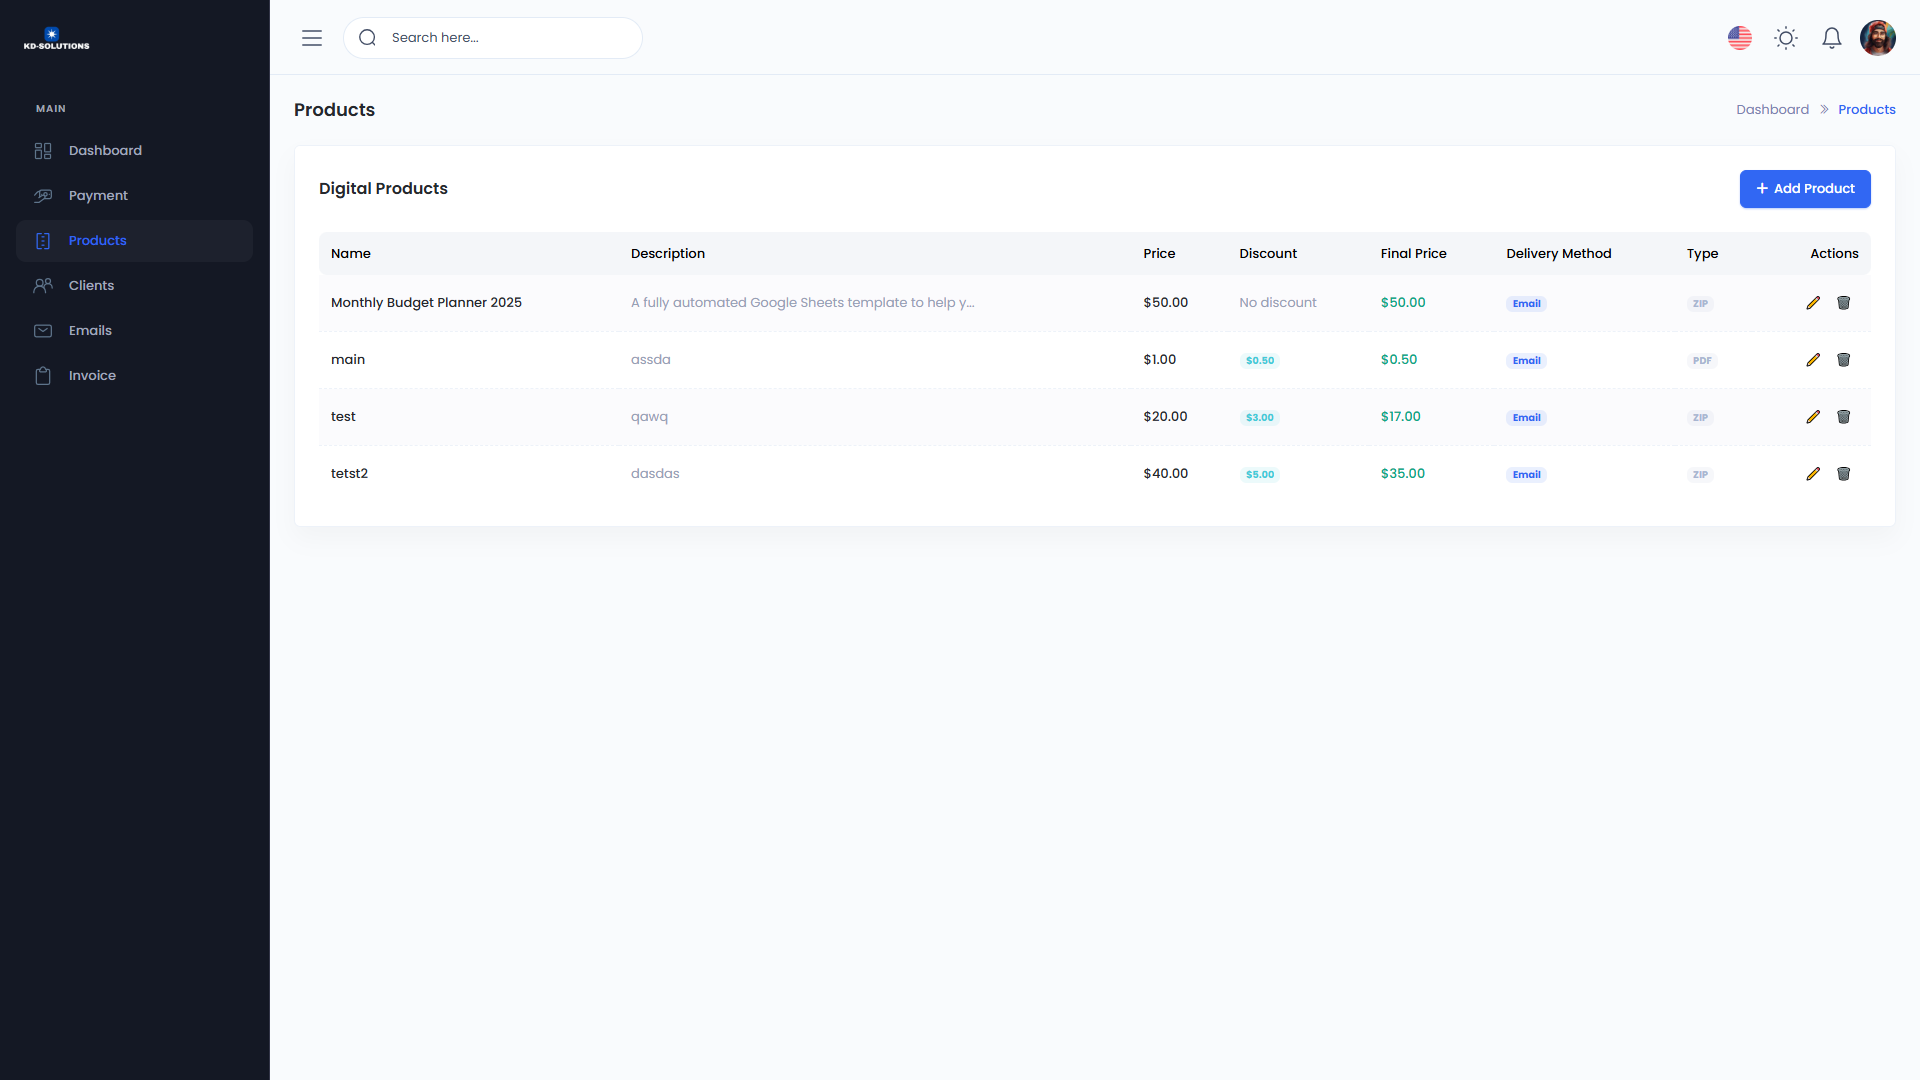 KD-SOLUTIONS
Search here...
MAIN
Dashboard
Payment
Products
Clients
Emails
Invoice
Products
Dashboard » Products
Digital Products
+ Add Product
Name Description Price Discount Final Price Delivery Method Type Actions
Monthly Budget Planner 2025 A fully automated Google Sheets template to help y... $50.00 No discount $50.00 Email ZIP
main assda $1.00 $0.50 $0.50 Email PDF
test qawq $20.00 $3.00 $17.00 Email ZIP
tetst2 dasdas $40.00 $5.00 $35.00 Email ZIP